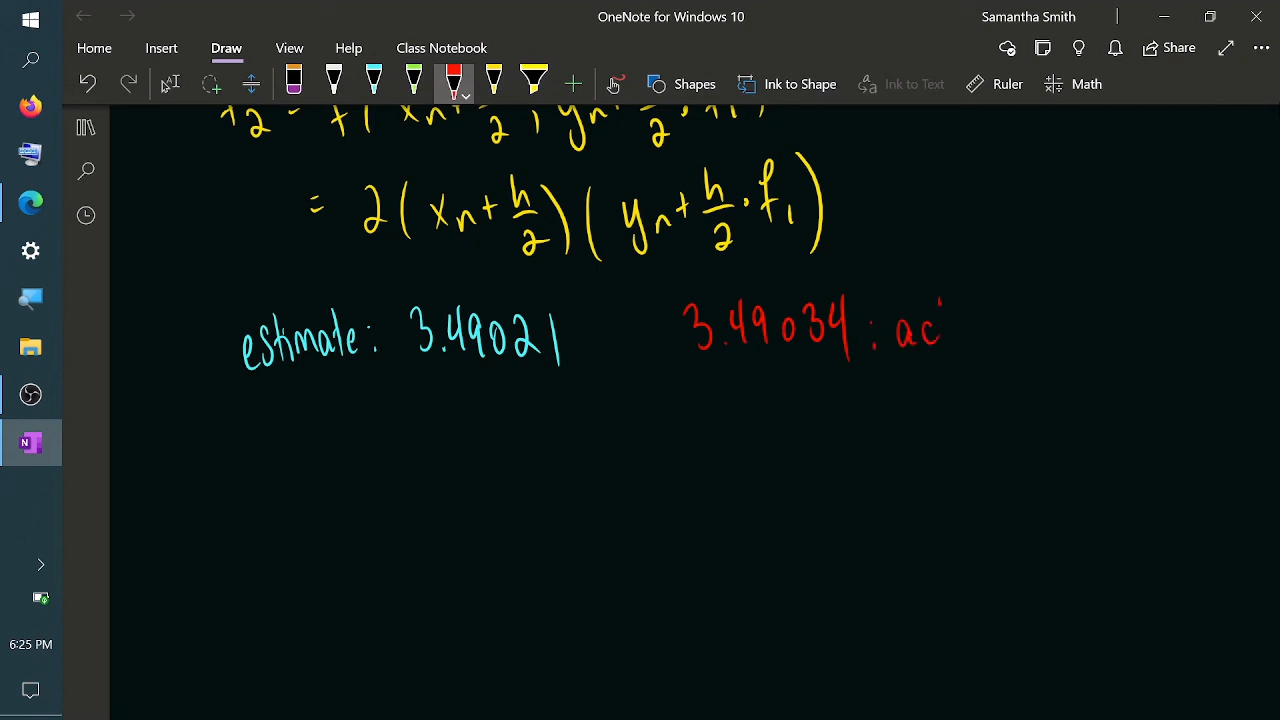 OneNote for Windows 10
Samantha Smith
Home Insert Draw View Help Class Notebook
Share
Shapes Ink to Shape Ink to Text Ruler Math
= 2(xn + h/2)(yn + h/2 · f1)
estimate: 3.49021 3.49034 : ac
N
6:25 PM